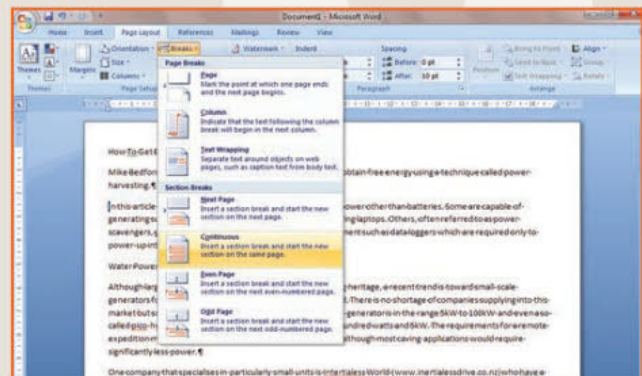 Document1 - Microsoft Word
Home Insert Page Layout References Mailings Review View
Orientation Breaks Watermark Indent Spacing Bring to Front Align
Themes Margins Size Before: 0 pt Position Send to Back Group
Columns After: 10 pt Text Wrapping Rotate
Themes Page Setup Paragraph Arrange
Page Breaks
Page
Mark the point at which one page ends
and the next page begins.
Column
Indicate that the text following the column
break will begin in the next column.
Text Wrapping
Separate text around objects on web
pages, such as caption text from body text.
Section Breaks
Next Page
Insert a section break and start the new
section on the next page.
Continuous
Insert a section break and start the new
section on the same page.
Even Page
Insert a section break and start the new
section on the next even-numbered page.
Odd Page
Insert a section break and start the new
section on the next odd-numbered page.
How To Get
Mike Bedfor btain free energy using a technique called power
harvesting. ¶
In this article power other than batteries. Some are capable of
generating su ing laptops. Others, often referred to as power
scavengers, g ment such as data loggers which are required only to
power-up int
Water Power
Although larg heritage, a recent trend is towards small-scale
generators f There is no shortage of companies supplying into this
market but s generator is in the range 5kW to 100kW and even a so-
called pico-h undred watts and 5kW. The requirements for a remote
expedition m although most caving applications would require
significantly less power. ¶
One company that specialises in particularly small units is Intertialess World (www.inertialessdrive.co.nz) who have a